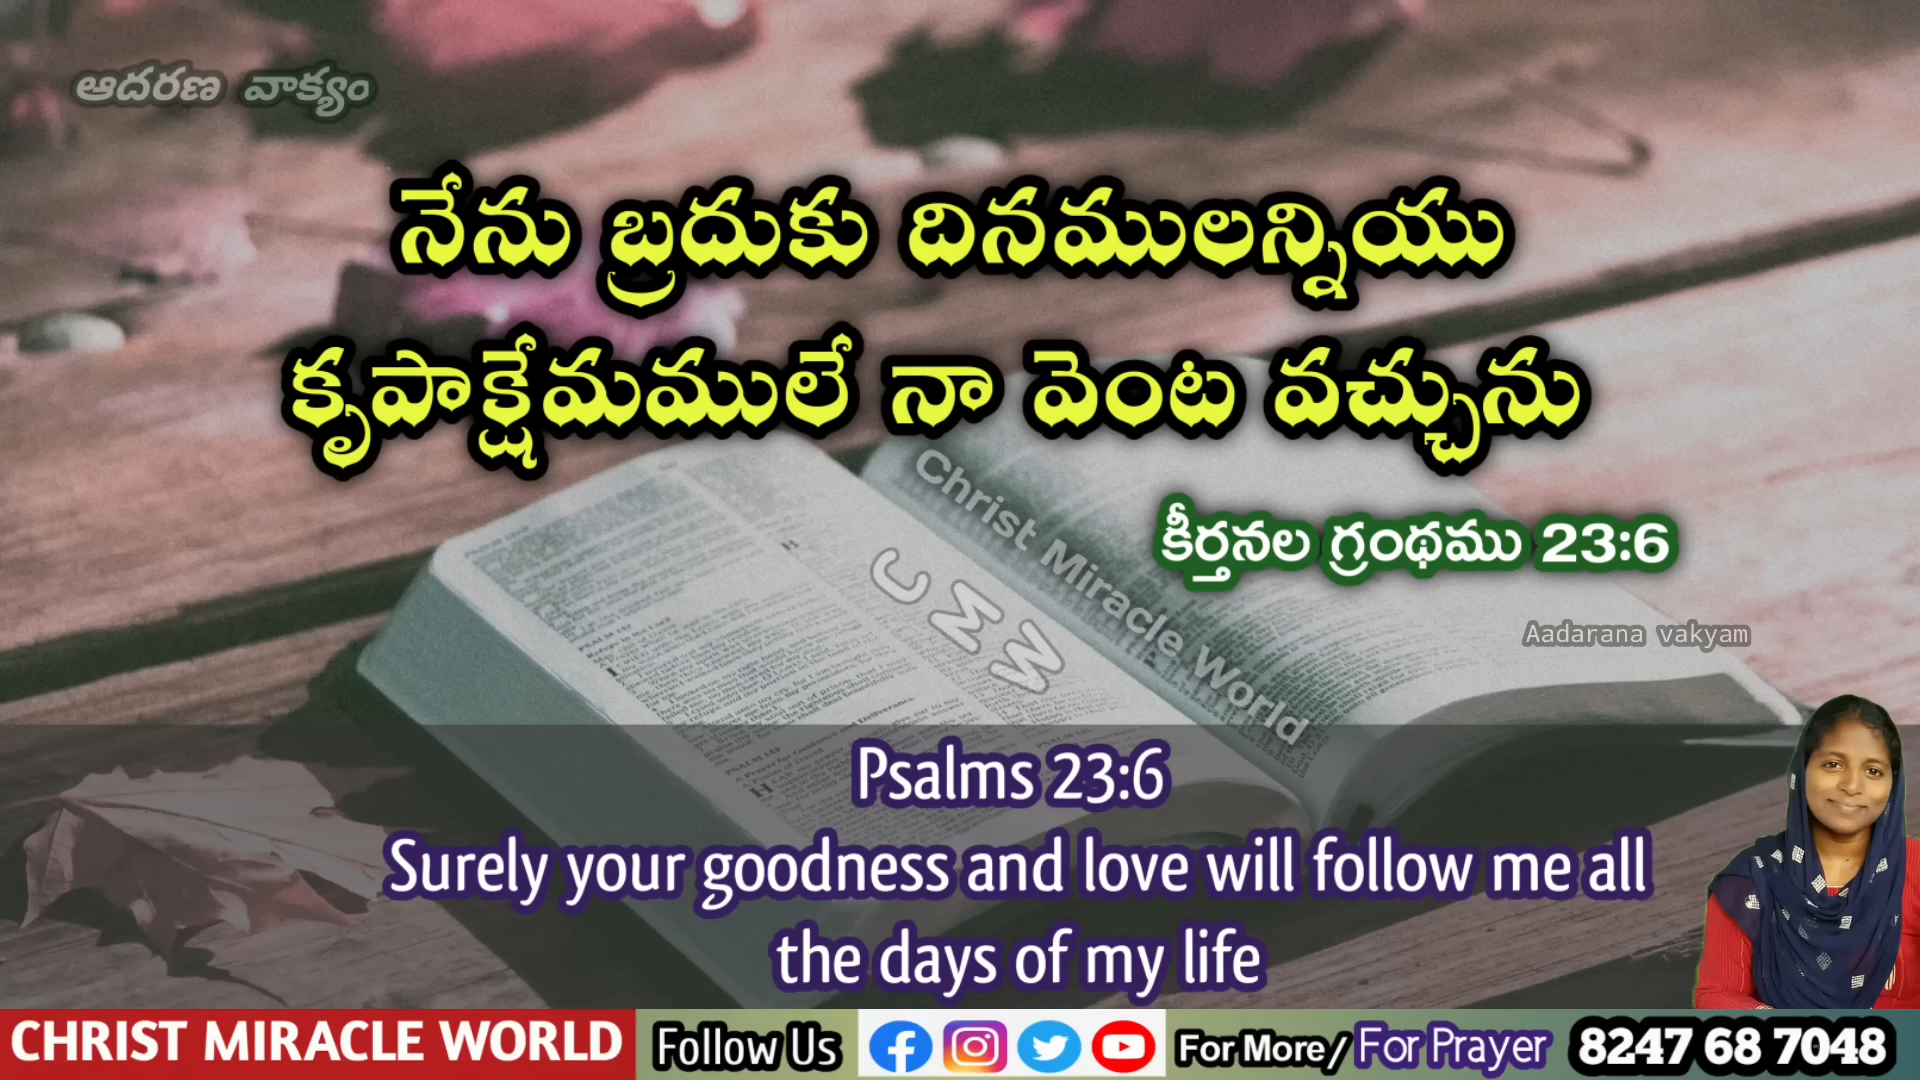 ఆదరణ వాక్యం
నేను బ్రదుకు దినములన్నియు
కృపాక్షేమములే నా వెంట వచ్చును
కీర్తనల గ్రంథము 23:6
Christ Miracle World
CMW
Aadarana vakyam
Psalms 23:6
Surely your goodness and love will follow me all
the days of my life
CHRIST MIRACLE WORLD Follow Us For More/ For Prayer 8247 68 7048